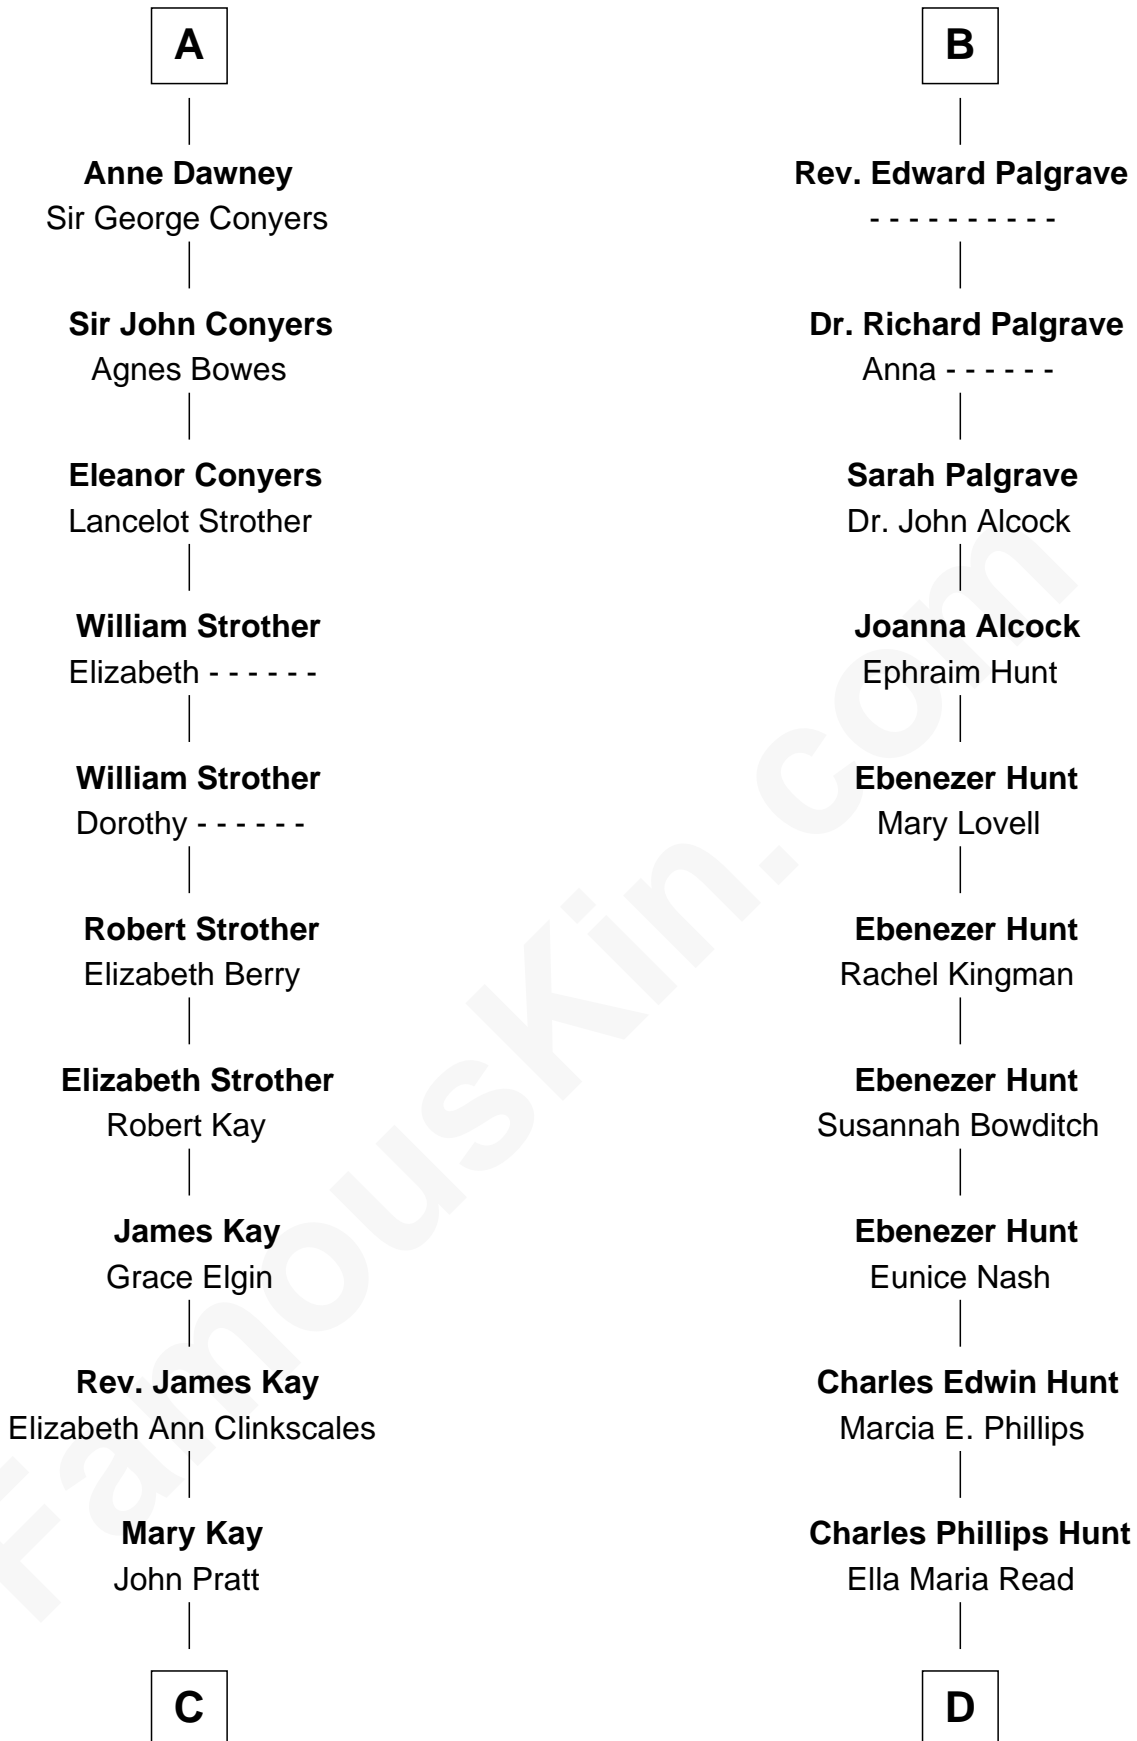 A
Anne Dawney
Sir George Conyers
Sir John Conyers
Agnes Bowes
Eleanor Conyers
Lancelot Strother
William Strother
Elizabeth - - - - - -
William Strother
Dorothy - - - - - -
Robert Strother
Elizabeth Berry
Elizabeth Strother
Robert Kay
James Kay
Grace Elgin
Rev. James Kay
Elizabeth Ann Clinkscales
Mary Kay
John Pratt
C
B
Rev. Edward Palgrave
- - - - - - - - - -
Dr. Richard Palgrave
Anna - - - - - -
Sarah Palgrave
Dr. John Alcock
Joanna Alcock
Ephraim Hunt
Ebenezer Hunt
Mary Lovell
Ebenezer Hunt
Rachel Kingman
Ebenezer Hunt
Susannah Bowditch
Ebenezer Hunt
Eunice Nash
Charles Edwin Hunt
Marcia E. Phillips
Charles Phillips Hunt
Ella Maria Read
D
FamousKin.com